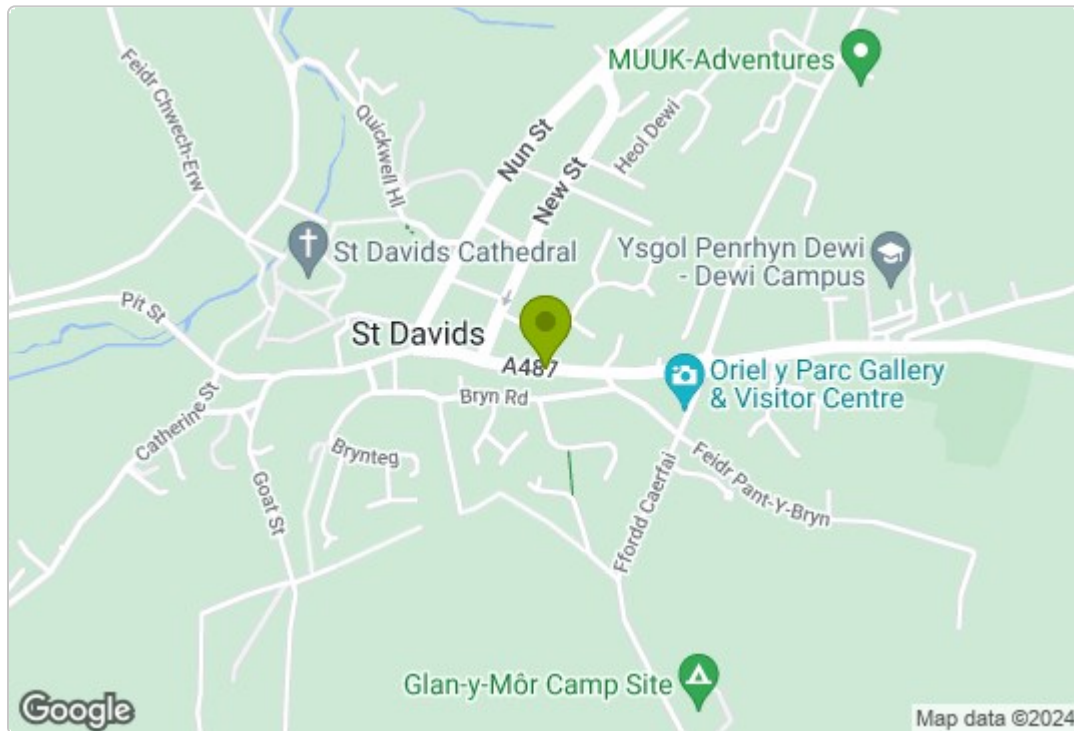 MUUK-Adventures
Feidr Chwech-Erw
Quickwell Hl
Nun St
Heol Dewi
New St
St Davids Cathedral
Ysgol Penrhyn Dewi
- Dewi Campus
Pit St
St Davids
A487
Oriel y Parc Gallery
& Visitor Centre
Bryn Rd
Catherine St
Brynteg
Goat St
Feidr Pant-Y-Bryn
Ffordd Caerfai
Glan-y-Môr Camp Site
Google
Map data ©2024